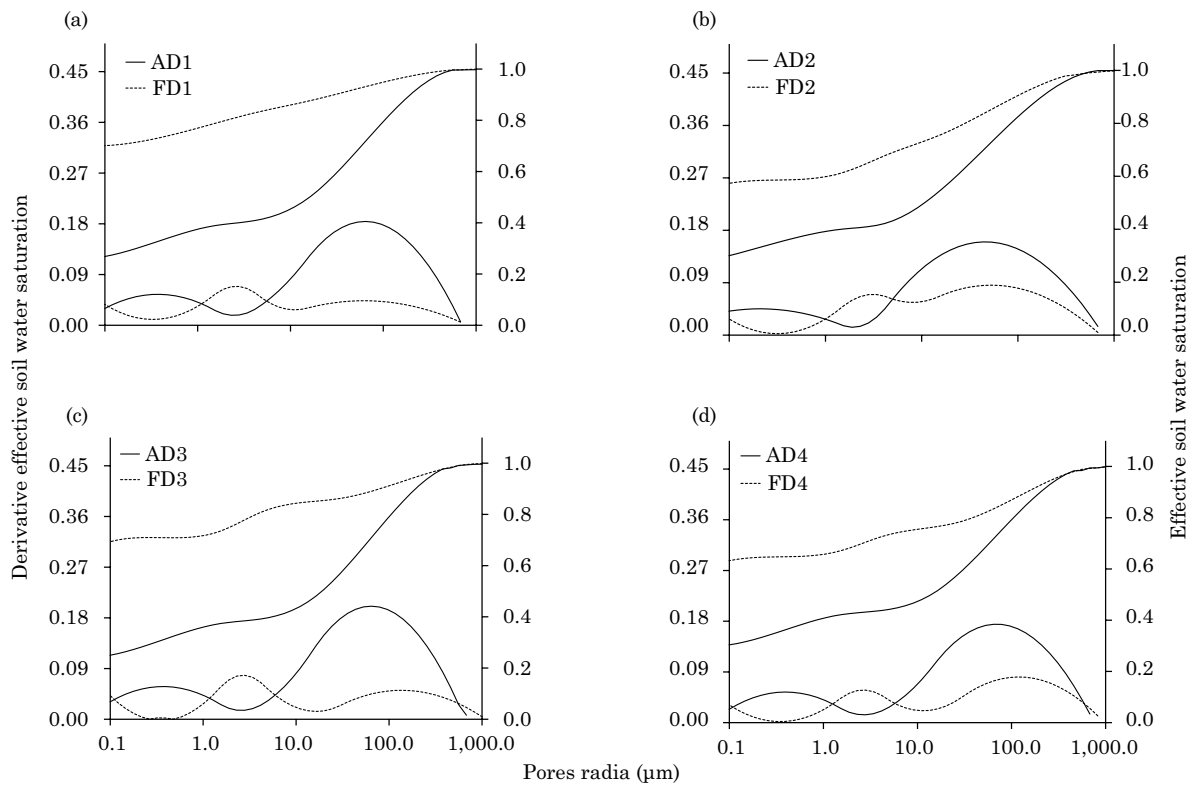 (a)
AD1
FD1
0.45
0.36
0.27
0.18
0.09
0.00
1.0
0.8
0.6
0.4
0.2
0.0
(b)
AD2
FD2
0.45
0.36
0.27
0.18
0.09
0.00
1.0
0.8
0.6
0.4
0.2
0.0
(c)
AD3
FD3
0.45
0.36
0.27
0.18
0.09
0.00
1.0
0.8
0.6
0.4
0.2
0.0
0.1 1.0 10.0 100.0 1,000.0
(d)
AD4
FD4
0.45
0.36
0.27
0.18
0.09
0.00
1.0
0.8
0.6
0.4
0.2
0.0
0.1 1.0 10.0 100.0 1,000.0
Derivative effective soil water saturation
Effective soil water saturation
Pores radia (µm)